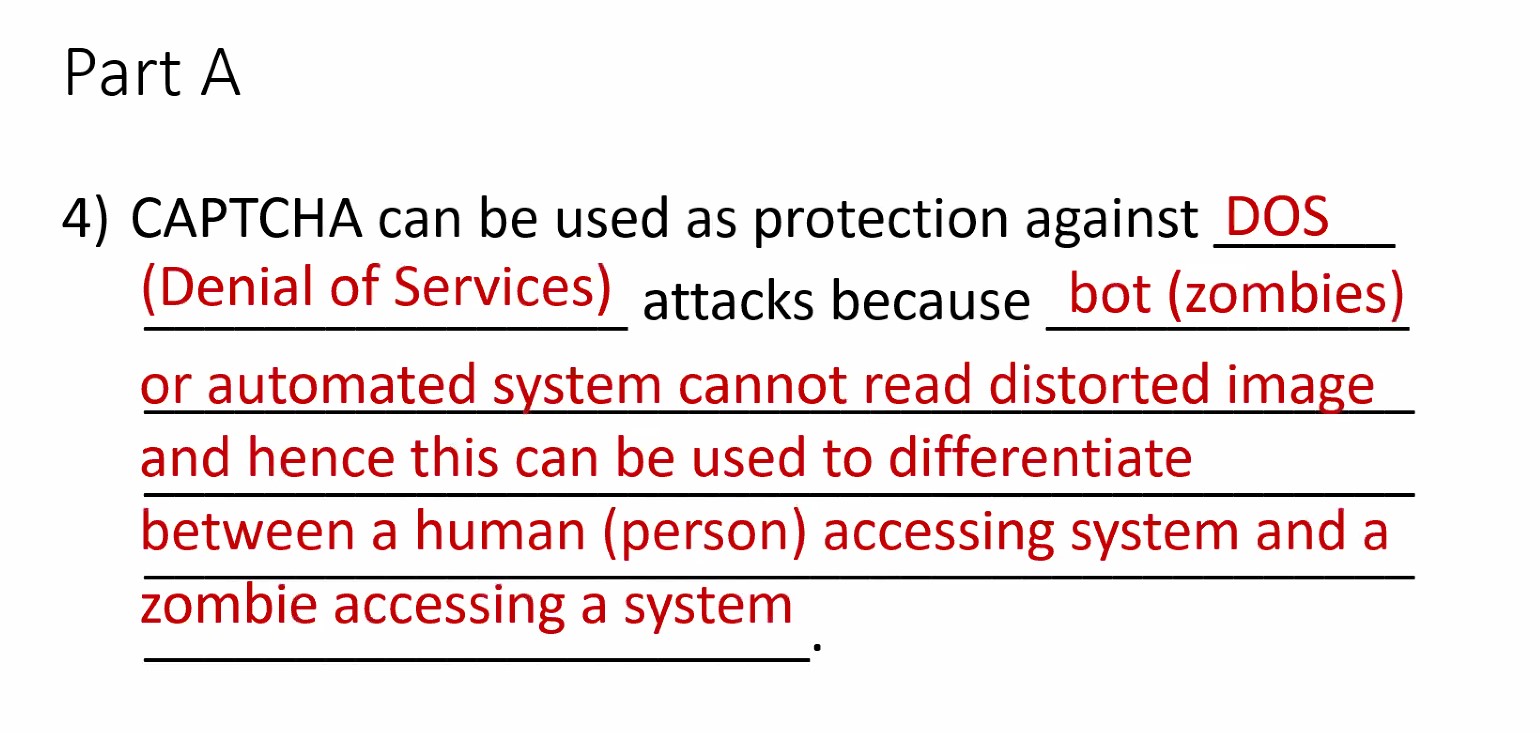 Part A
4) CAPTCHA can be used as protection against DOS
(Denial of Services) attacks because bot (zombies)
or automated system cannot read distorted image
and hence this can be used to differentiate
between a human (person) accessing system and a
zombie accessing a system.